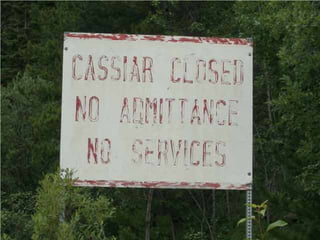 CASSIAR CLOSED
NO ADMITTANCE
NO SERVICES